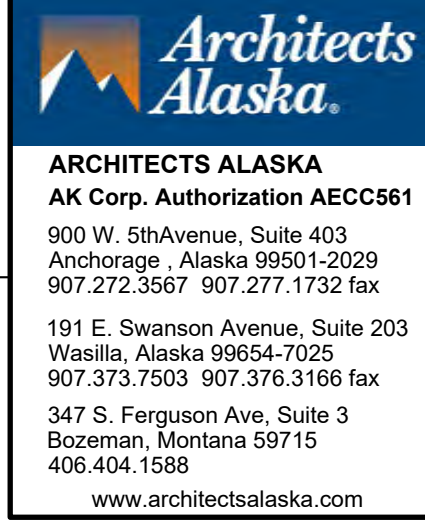 Architects
Alaska®
ARCHITECTS ALASKA
AK Corp. Authorization AECC561
900 W. 5thAvenue, Suite 403
Anchorage , Alaska 99501-2029
907.272.3567 907.277.1732 fax
191 E. Swanson Avenue, Suite 203
Wasilla, Alaska 99654-7025
907.373.7503 907.376.3166 fax
347 S. Ferguson Ave, Suite 3
Bozeman, Montana 59715
406.404.1588
www.architectsalaska.com